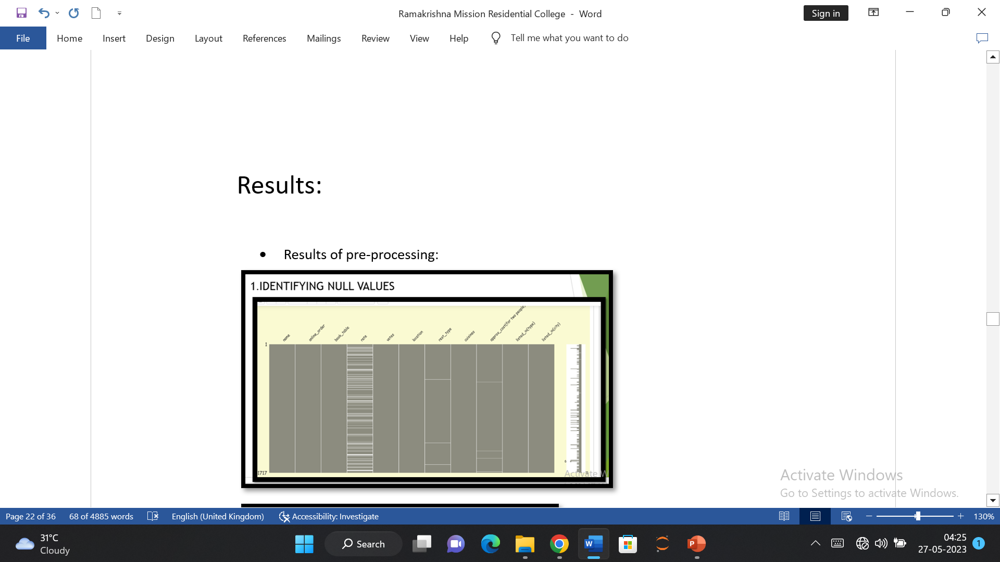 Ramakrishna Mission Residential College - Word
Sign in
File Home Insert Design Layout References Mailings Review View Help Tell me what you want to do
Results:
• Results of pre-processing:
1.IDENTIFYING NULL VALUES
name online_order book_table rate votes location rest_type cuisines approx_cost(for two people) listed_in(type) listed_in(city)
1
6
1717
Activate W
Activate Windows
Go to Settings to activate Windows.
Page 22 of 36 68 of 4885 words English (United Kingdom) Accessibility: Investigate 130%
31°C
Cloudy
Search
04:25
27-05-2023
1